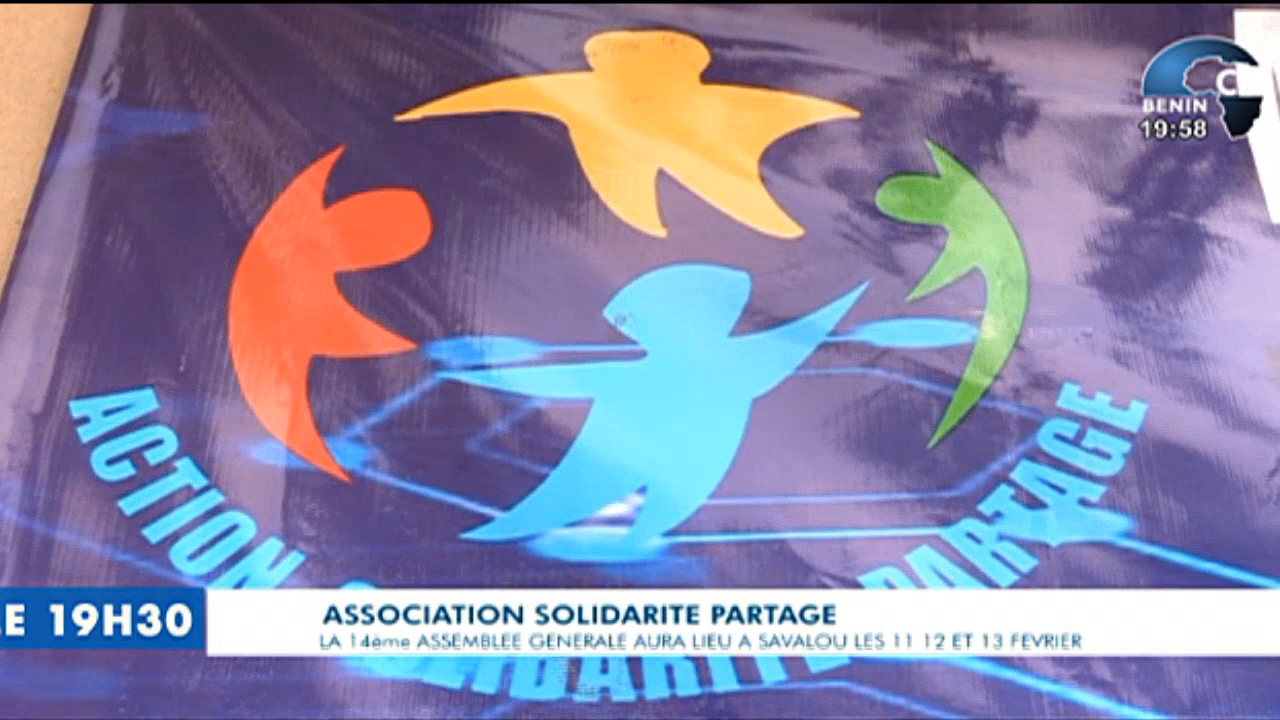 C
BENIN
19:58
ACTION SOLIDARITE PARTAGE
LE 19H30
ASSOCIATION SOLIDARITE PARTAGE
LA 14ème ASSEMBLEE GENERALE AURA LIEU A SAVALOU LES 11 12 ET 13 FEVRIER